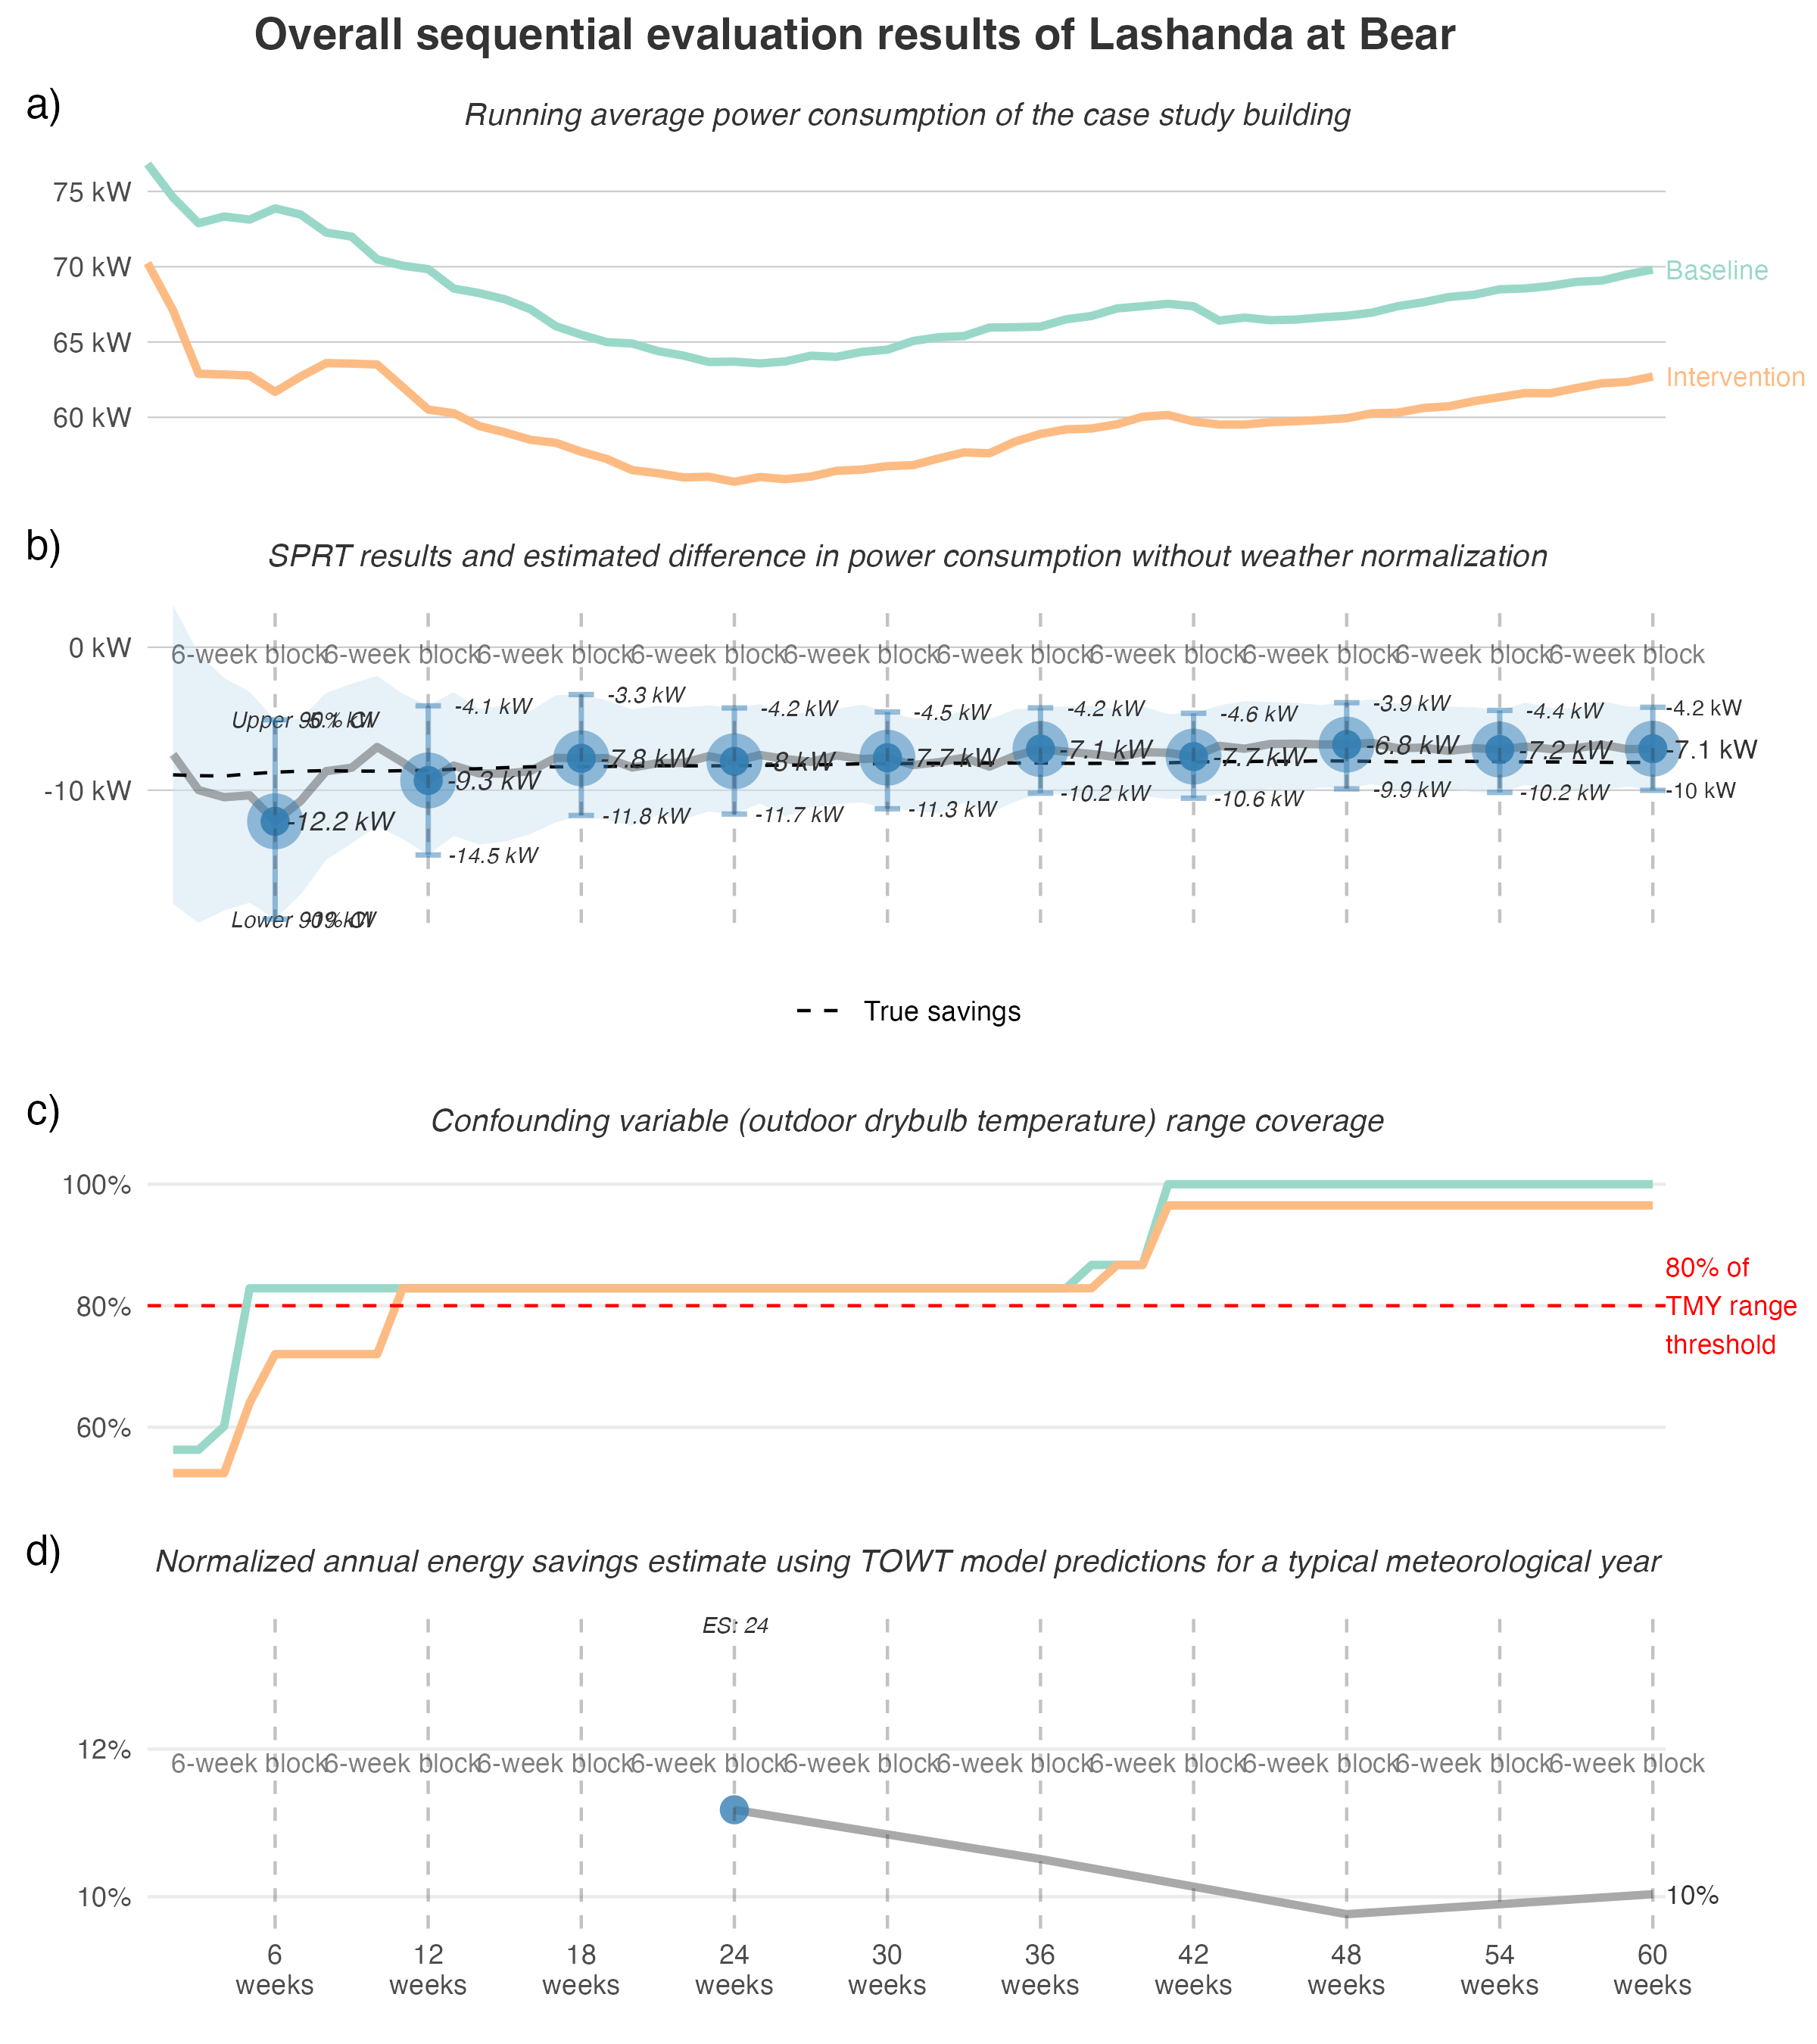 Overall sequential evaluation results of Lashanda at Bear
a)
Running average power consumption of the case study building
75 kW
70 kW
65 kW
60 kW
Baseline
Intervention
b)
SPRT results and estimated difference in power consumption without weather normalization
0 kW
-10 kW
6-week block 6-week block 6-week block 6-week block 6-week block 6-week block 6-week block 6-week block 6-week block 6-week block
Upper 90% CI -5.1 kW
-4.1 kW
-3.3 kW
-4.2 kW
-4.5 kW
-4.2 kW
-4.6 kW
-3.9 kW
-4.4 kW
-4.2 kW
-12.2 kW
-9.3 kW
-7.8 kW
-8 kW
-7.7 kW
-7.1 kW
-7.7 kW
-6.8 kW
-7.2 kW
-7.1 kW
Lower 90% CI
-14.5 kW
-11.8 kW
-11.7 kW
-11.3 kW
-10.2 kW
-10.6 kW
-9.9 kW
-10.2 kW
-10 kW
True savings
c)
Confounding variable (outdoor drybulb temperature) range coverage
100%
80%
60%
80% of
TMY range
threshold
d)
Normalized annual energy savings estimate using TOWT model predictions for a typical meteorological year
ES: 24
12%
10%
6-week block 6-week block 6-week block 6-week block 6-week block 6-week block 6-week block 6-week block 6-week block 6-week block
10%
6 12 18 24 30 36 42 48 54 60
weeks weeks weeks weeks weeks weeks weeks weeks weeks weeks